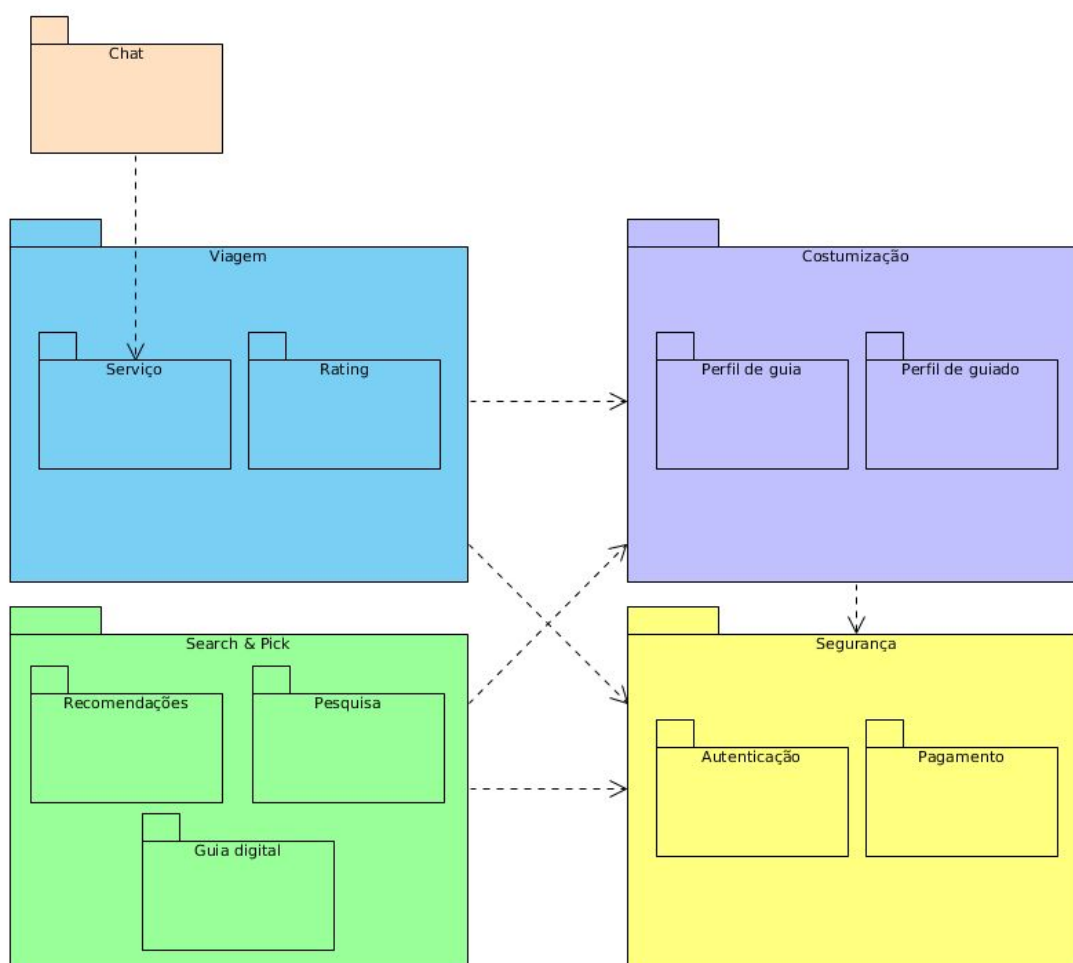 Chat
Viagem
Costumização
Serviço
Rating
Perfil de guia
Perfil de guiado
Search & Pick
Segurança
Recomendações
Pesquisa
Autenticação
Pagamento
Guia digital